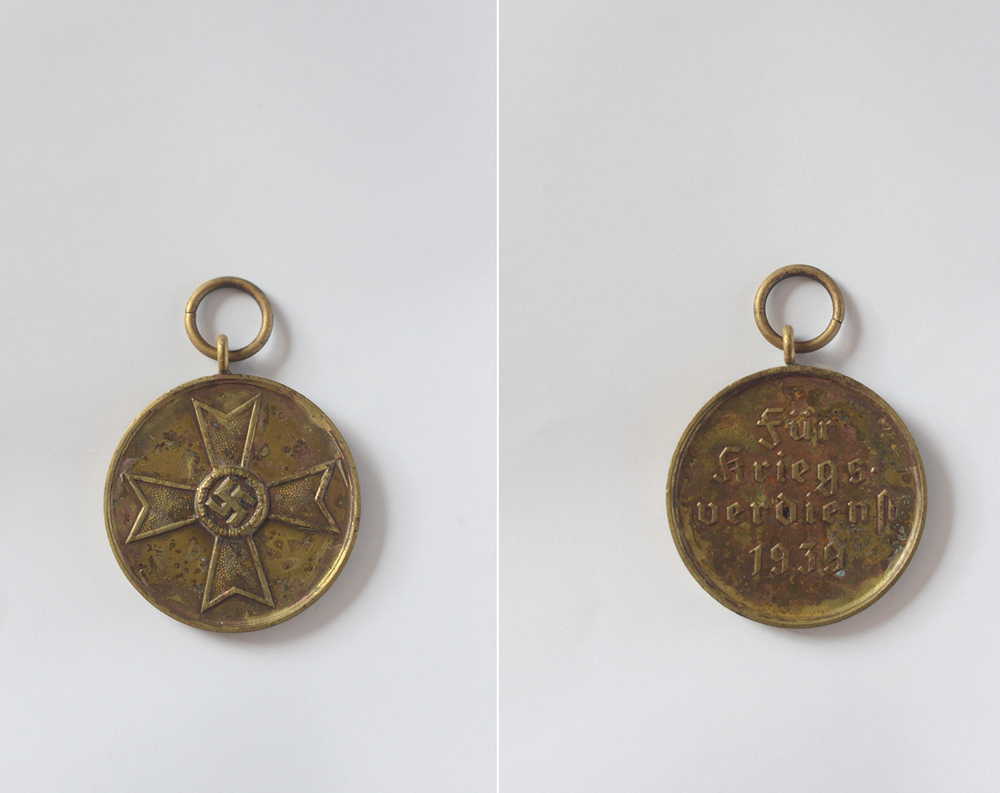 Für
Kriegs-
verdienst
1939